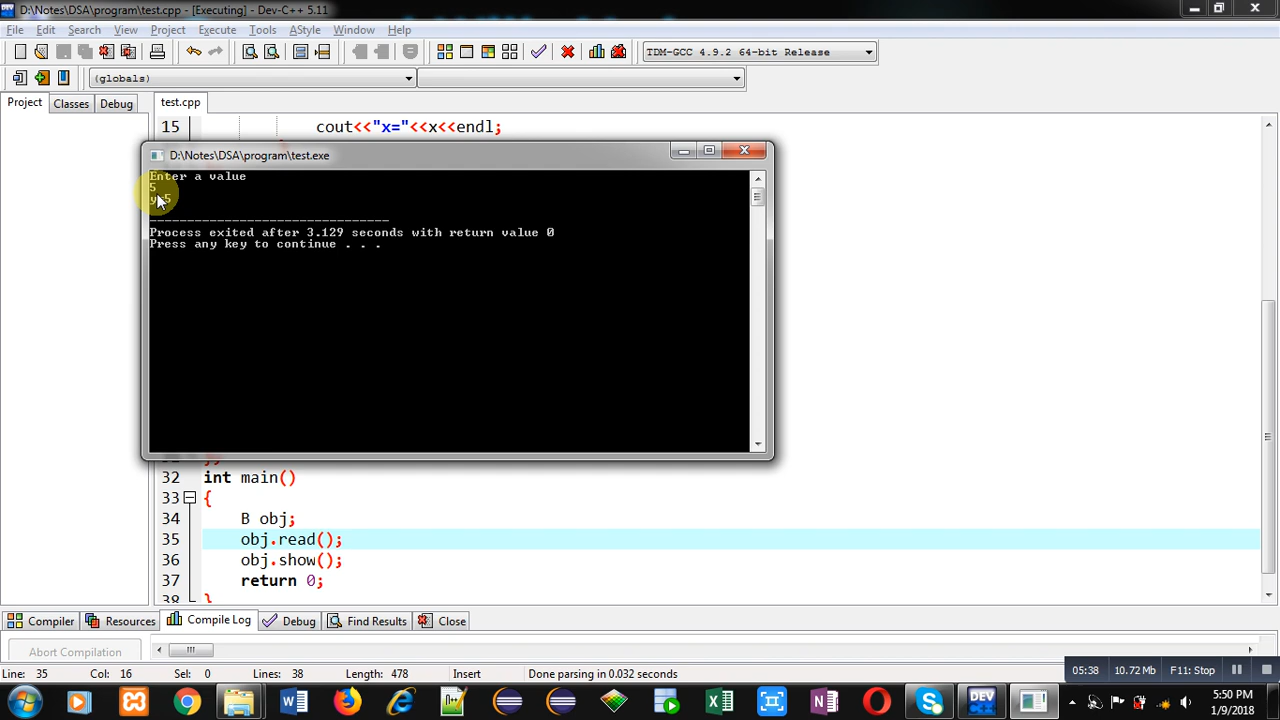 D:\Notes\DSA\program\test.cpp - [Executing] - Dev-C++ 5.11
File Edit Search View Project Execute Tools AStyle Window Help
TDM-GCC 4.9.2 64-bit Release
(globals)
Project Classes Debug test.cpp
15 cout<<"x="<<x<<endl;
D:\Notes\DSA\program\test.exe
Enter a value
5
--------------------------------
Process exited after 3.129 seconds with return value 0
Press any key to continue . . .
32 int main()
33 {
34 B obj;
35 obj.read();
36 obj.show();
37 return 0;
38 }
Compiler Resources Compile Log Debug Find Results Close
Abort Compilation
Line: 35 Col: 16 Sel: 0 Lines: 38 Length: 478 Insert Done parsing in 0.032 seconds
05:38 10.72 Mb F11: Stop
5:50 PM
1/9/2018